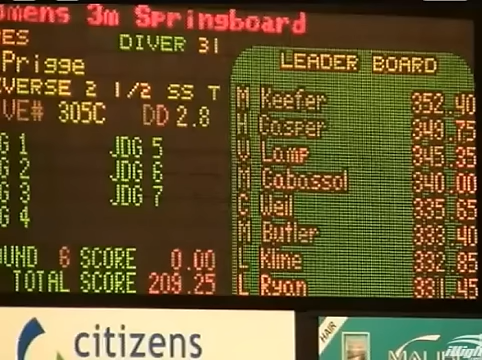 mens 3m Springboard
ES DIVER 31
Prigge
VERSE 2 1/2 SS T
VE# 305C DD 2.8
G 1 JDG 5
G 2 JDG 6
G 3 JDG 7
G 4
UND 6 SCORE 0.00
TOTAL SCORE 209.25
LEADER BOARD
M Keefer 352.40
H Casper 349.75
V Lamp 345.35
M Cabassol 340.00
C Weil 335.65
M Butler 333.40
L Kline 332.85
L Ryan 331.45
citizens
HAIR